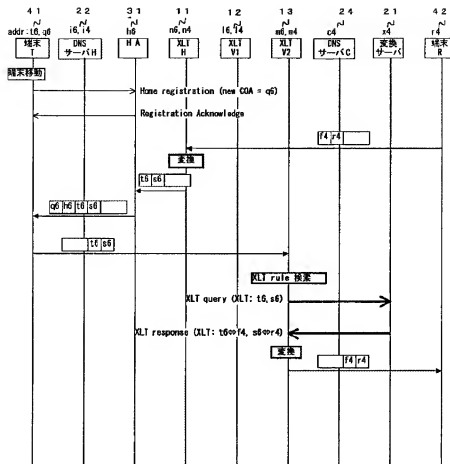 41 22 31 11 12 13 24 21 42
addr:t6,q6 i6,i4 h6 n6,n4 l6,l4 m6,m4 c4 x4 r4
端末 DNS HA XLT XLT XLT DNS 変換 端末
T サーバH H V1 V2 サーバC サーバ R
端末移動
Home registration (new COA = q6)
Registration Acknowledge
f4 r4
変換
t6 s6
q6 h6 t6 s6
t6 s6
XLT rule 検索
XLT query (XLT: t6,s6)
XLT response (XLT: t6⇔f4, s6⇔r4)
変換
f4 r4